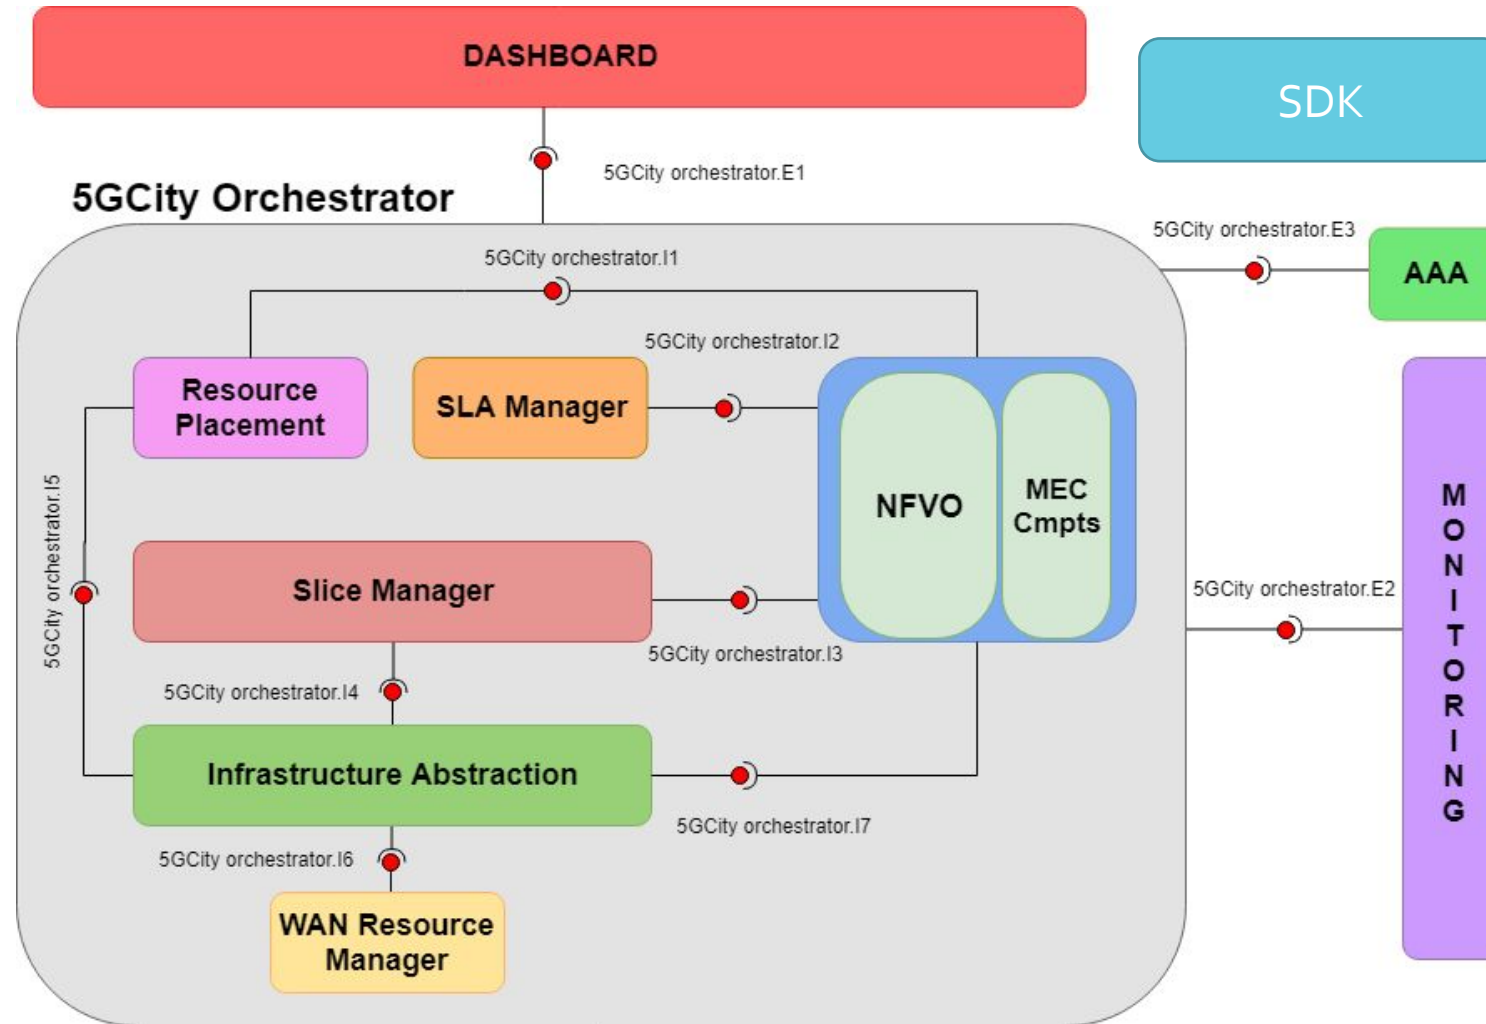 DASHBOARD
SDK
5GCity orchestrator.E1
5GCity Orchestrator
5GCity orchestrator.E3
AAA
5GCity orchestrator.I1
5GCity orchestrator.I2
Resource
Placement
SLA Manager
NFVO
MEC
Cmpts
5GCity orchestrator.I5
Slice Manager
5GCity orchestrator.I3
5GCity orchestrator.E2
MONITORING
5GCity orchestrator.I4
Infrastructure Abstraction
5GCity orchestrator.I7
5GCity orchestrator.I6
WAN Resource
Manager